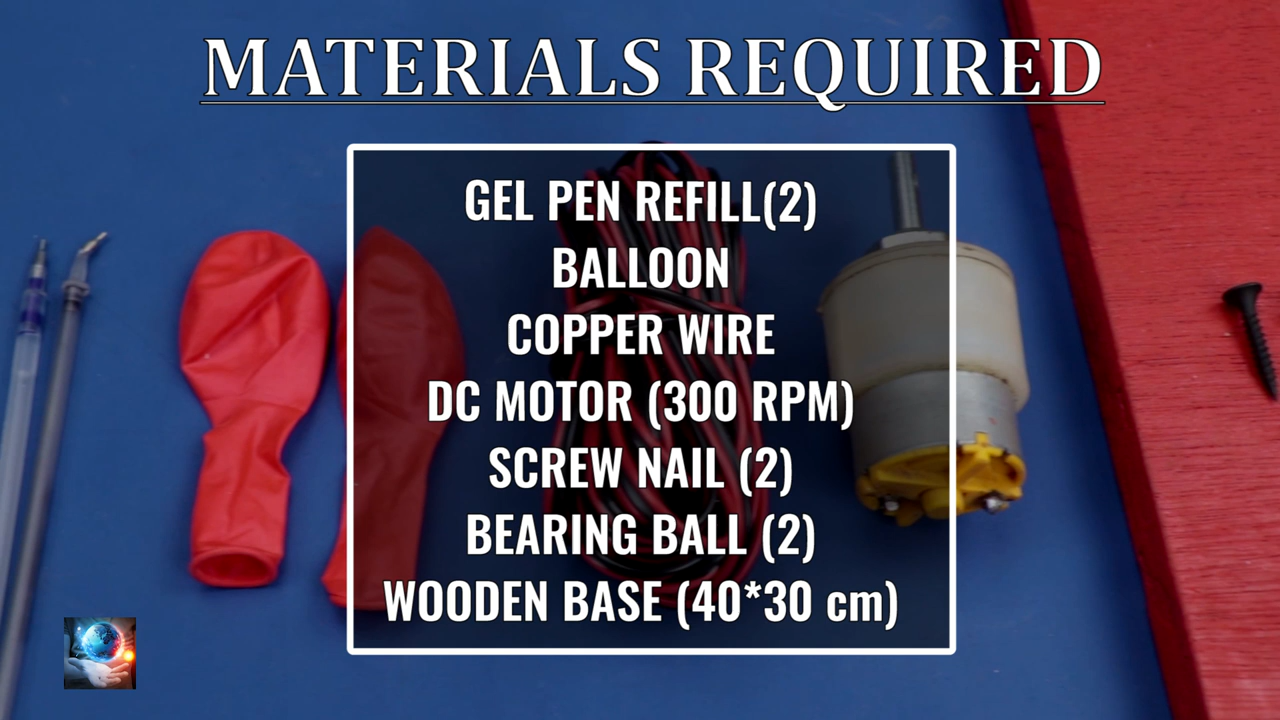 MATERIALS REQUIRED
GEL PEN REFILL(2)
BALLOON
COPPER WIRE
DC MOTOR (300 RPM)
SCREW NAIL (2)
BEARING BALL (2)
WOODEN BASE (40*30 cm)